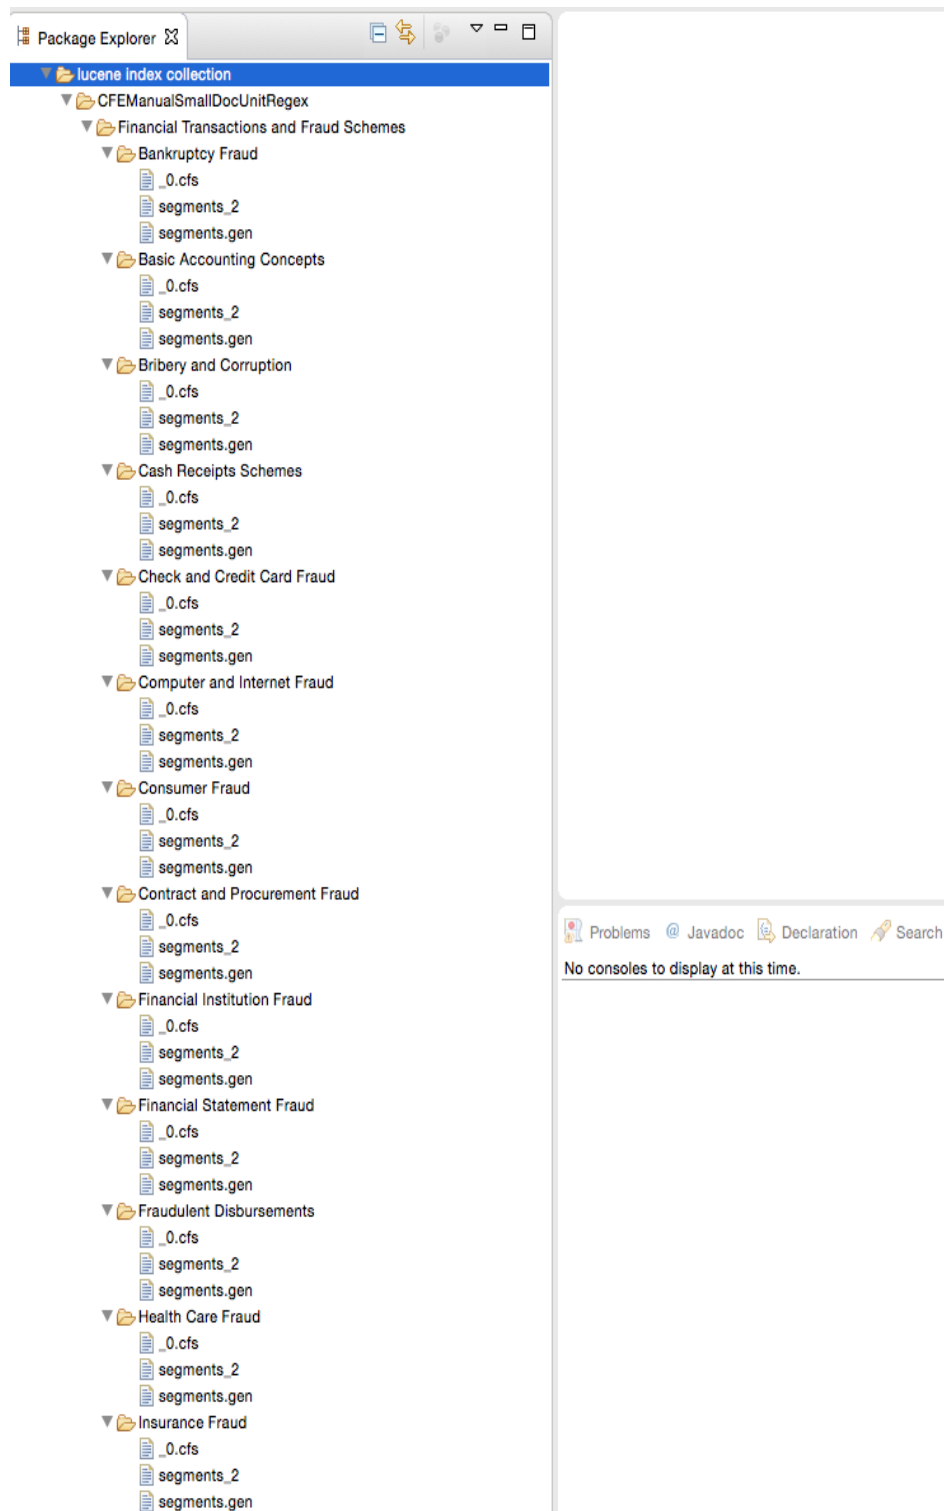 Package Explorer
lucene index collection
CFEManualSmallDocUnitRegex
Financial Transactions and Fraud Schemes
Bankruptcy Fraud
_0.cfs
segments_2
segments.gen
Basic Accounting Concepts
_0.cfs
segments_2
segments.gen
Bribery and Corruption
_0.cfs
segments_2
segments.gen
Cash Receipts Schemes
_0.cfs
segments_2
segments.gen
Check and Credit Card Fraud
_0.cfs
segments_2
segments.gen
Computer and Internet Fraud
_0.cfs
segments_2
segments.gen
Consumer Fraud
_0.cfs
segments_2
segments.gen
Contract and Procurement Fraud
_0.cfs
segments_2
segments.gen
Financial Institution Fraud
_0.cfs
segments_2
segments.gen
Financial Statement Fraud
_0.cfs
segments_2
segments.gen
Fraudulent Disbursements
_0.cfs
segments_2
segments.gen
Health Care Fraud
_0.cfs
segments_2
segments.gen
Insurance Fraud
_0.cfs
segments_2
segments.gen
Problems @ Javadoc Declaration Search
No consoles to display at this time.